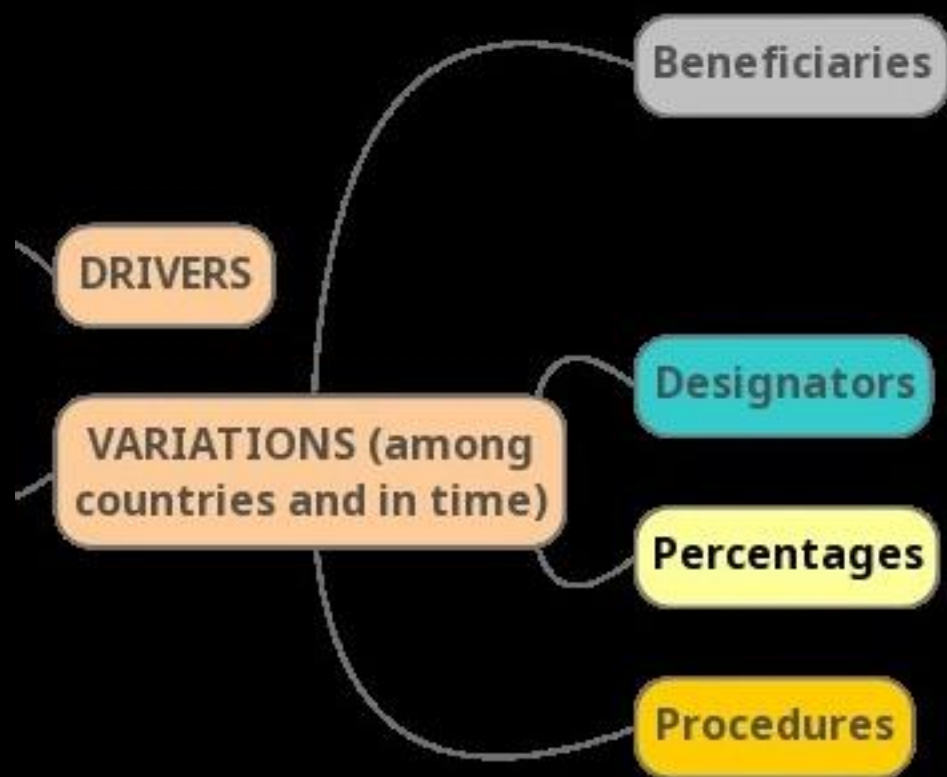 Beneficiaries
DRIVERS
Designators
VARIATIONS (among
countries and in time)
Percentages
Procedures